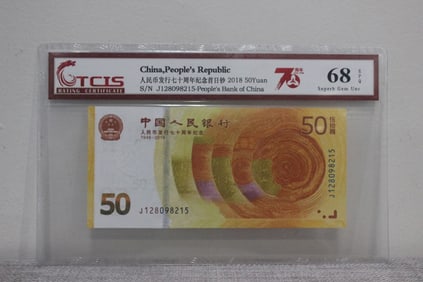 TCIS
RATING CERTIFICATE
China,People's Republic
人民币发行七十周年纪念首日钞 2018 50Yuan
S/N J128098215-People's Bank of China
70
68
EPQ
Superb Gem Unc
中国人民银行
人民币发行七十周年纪念
1948-2018
50
伍拾圆
J128098215
50
J128098215